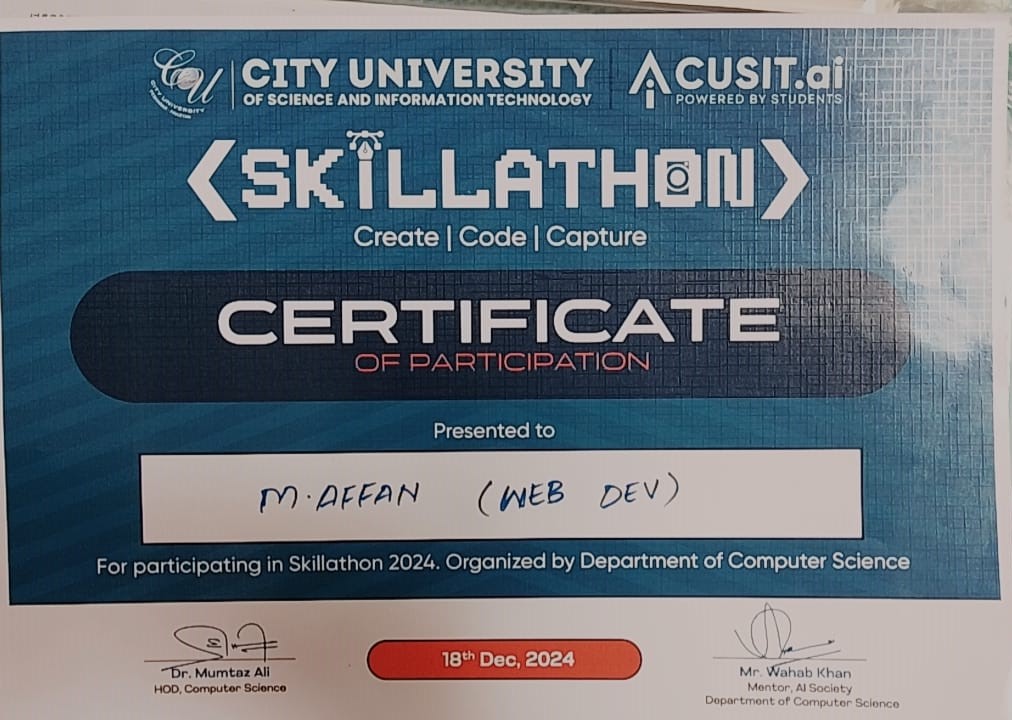 CITY UNIVERSITY
OF SCIENCE AND INFORMATION TECHNOLOGY
CUSIT.ai
POWERED BY STUDENTS
SKILLATHON
Create | Code | Capture
CERTIFICATE
OF PARTICIPATION
Presented to
M. AFFAN (WEB DEV)
For participating in Skillathon 2024. Organized by Department of Computer Science
18th Dec, 2024
Dr. Mumtaz Ali
HOD, Computer Science
Mr. Wahab Khan
Mentor, AI Society
Department of Computer Science